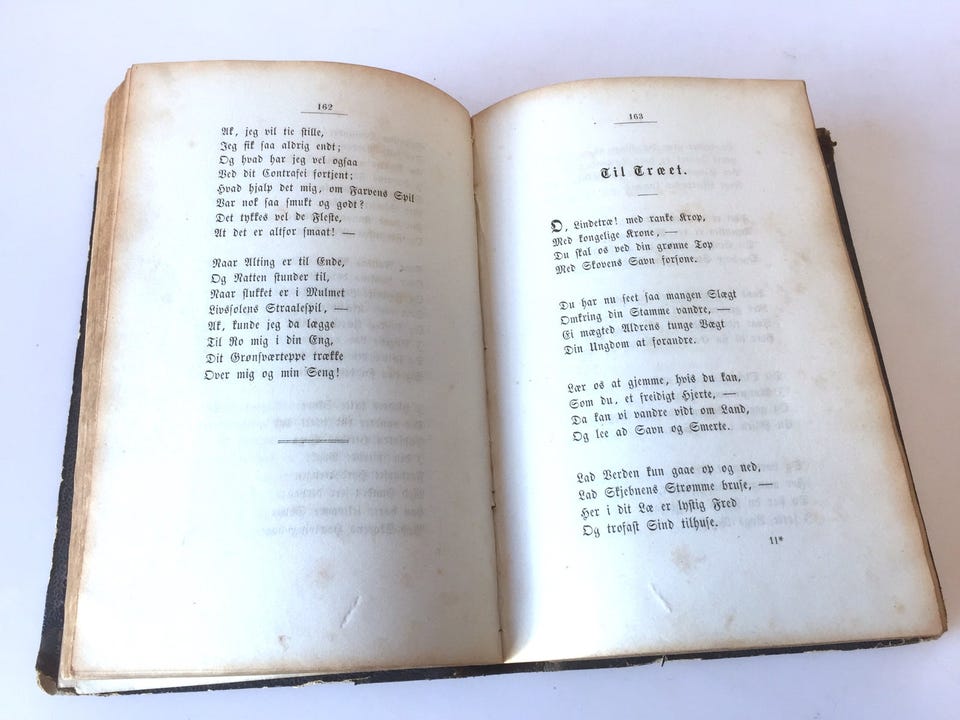 162
Ak, jeg vil tie stille,
Jeg fik saa aldrig endt;
Og hvad har jeg vel ogsaa
Ved dit Contrafei fortjent;
Hvad hjalp det mig, om Farvens Spil
Var nok saa smukt og godt?
Det tykkes vel de Fleste,
At det er altfor smaat! —
Naar Alting er til Ende,
Og Natten stunder til,
Naar slukket er i Mulmet
Livssolens Straalespil, —
Ak, kunde jeg da lægge
Til Ro mig i din Eng,
Dit Grønsværteppe trække
Over mig og min Seng!
163
Til Træet.
O, Lindetræ! med ranke Krop,
Med kongelige Krone, —
Du skal os ved din grønne Top
Med Skovens Savn forsone.
Du har nu seet saa mangen Slægt
Omkring din Stamme vandre, —
Ei mægted Aldrens tunge Vægt
Din Ungdom at forandre.
Lær os at gjemme, hvis du kan,
Som du, et freidigt Hjerte, —
Da kan vi vandre vidt om Land,
Og lee ad Savn og Smerte.
Lad Verden kun gaae op og ned,
Lad Skjebnens Strømme bruse, —
Her i dit Læ er lystig Fred
Og trofast Sind tilhuse.
11*